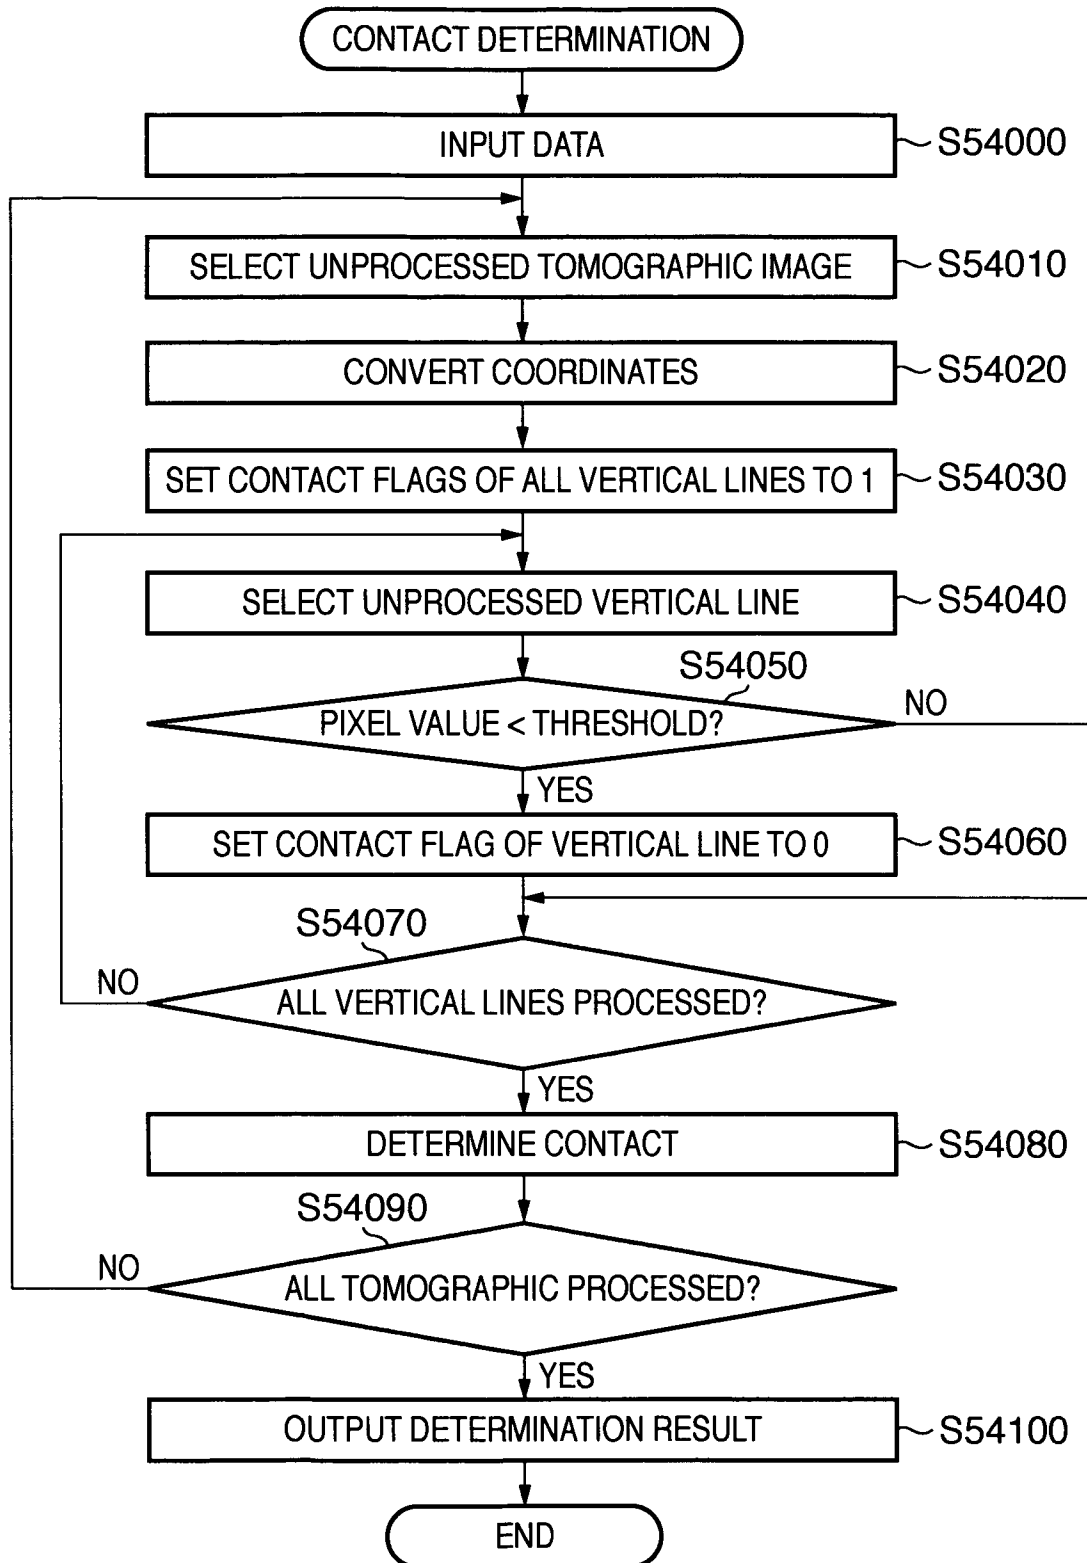 CONTACT DETERMINATION
INPUT DATA
S54000
SELECT UNPROCESSED TOMOGRAPHIC IMAGE
S54010
CONVERT COORDINATES
S54020
SET CONTACT FLAGS OF ALL VERTICAL LINES TO 1
S54030
SELECT UNPROCESSED VERTICAL LINE
S54040
S54050
PIXEL VALUE < THRESHOLD?
NO
YES
SET CONTACT FLAG OF VERTICAL LINE TO 0
S54060
S54070
NO
ALL VERTICAL LINES PROCESSED?
YES
DETERMINE CONTACT
S54080
S54090
NO
ALL TOMOGRAPHIC PROCESSED?
YES
OUTPUT DETERMINATION RESULT
S54100
END